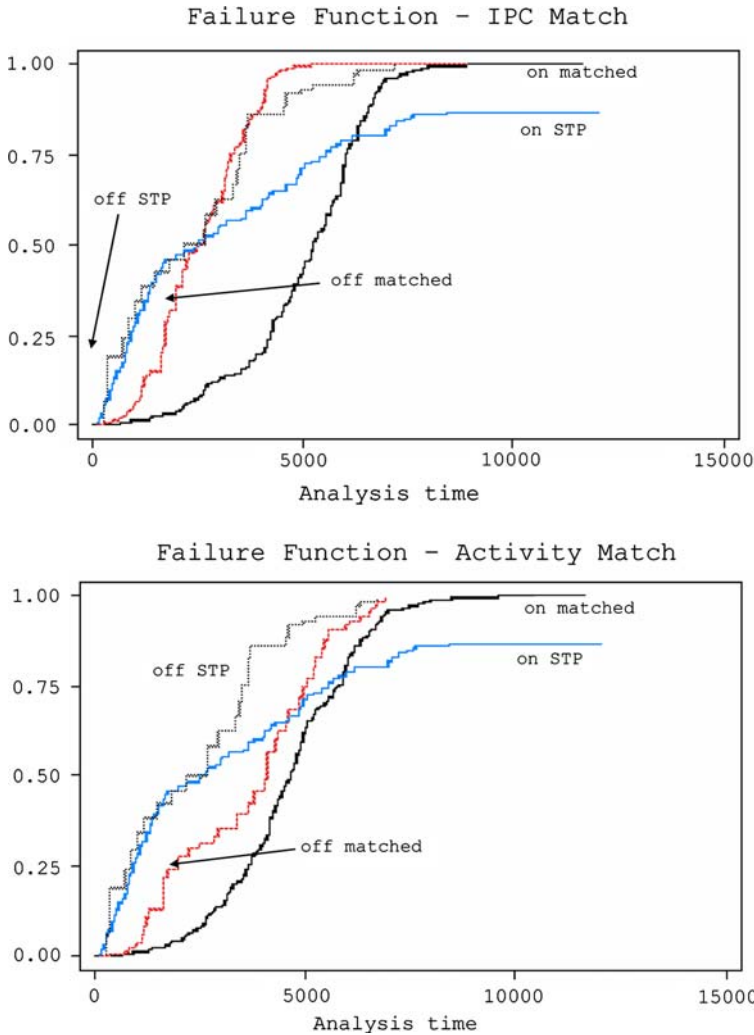 Failure Function – IPC Match
1.00
on matched
on STP
0.75
off STP
0.50
off matched
0.25
0.00
0 5000 10000 15000
Analysis time
Failure Function – Activity Match
1.00
on matched
off STP
on STP
0.75
0.50
off matched
0.25
0.00
0 5000 10000 15000
Analysis time